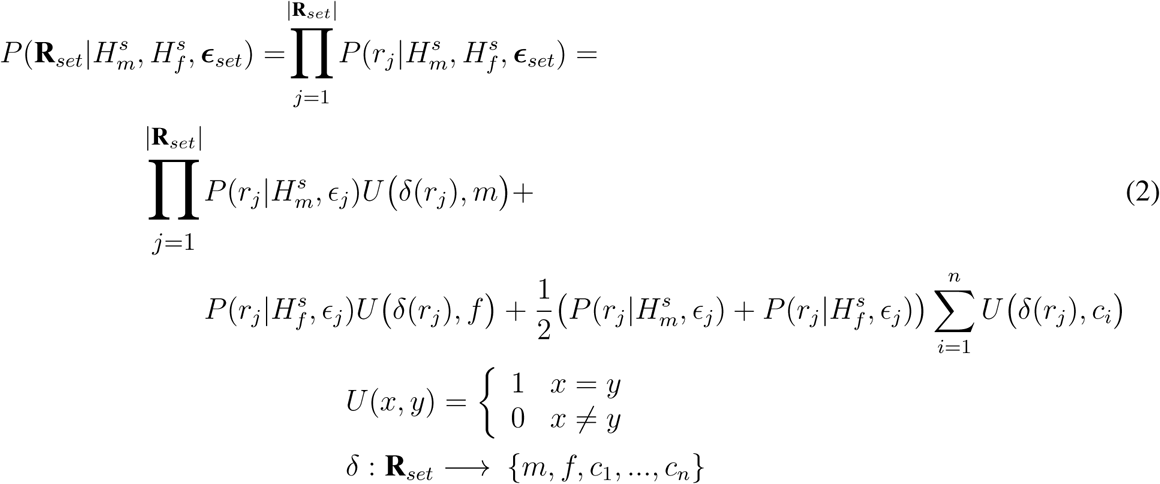 P(𝐑_set|H^s_m, H^s_f, 𝝐_set) = ∏_{j=1}^{|𝐑_set|} P(r_j|H^s_m, H^s_f, 𝝐_set) =
∏_{j=1}^{|𝐑_set|} P(r_j|H^s_m, ϵ_j)U(δ(r_j), m)+ (2)
P(r_j|H^s_f, ϵ_j)U(δ(r_j), f) + 1/2(P(r_j|H^s_m, ϵ_j) + P(r_j|H^s_f, ϵ_j)) ∑_{i=1}^{n} U(δ(r_j), c_i)
U(x, y) = { 1 x = y
0 x ≠ y
δ : 𝐑_set ⟶ {m, f, c_1, ..., c_n}